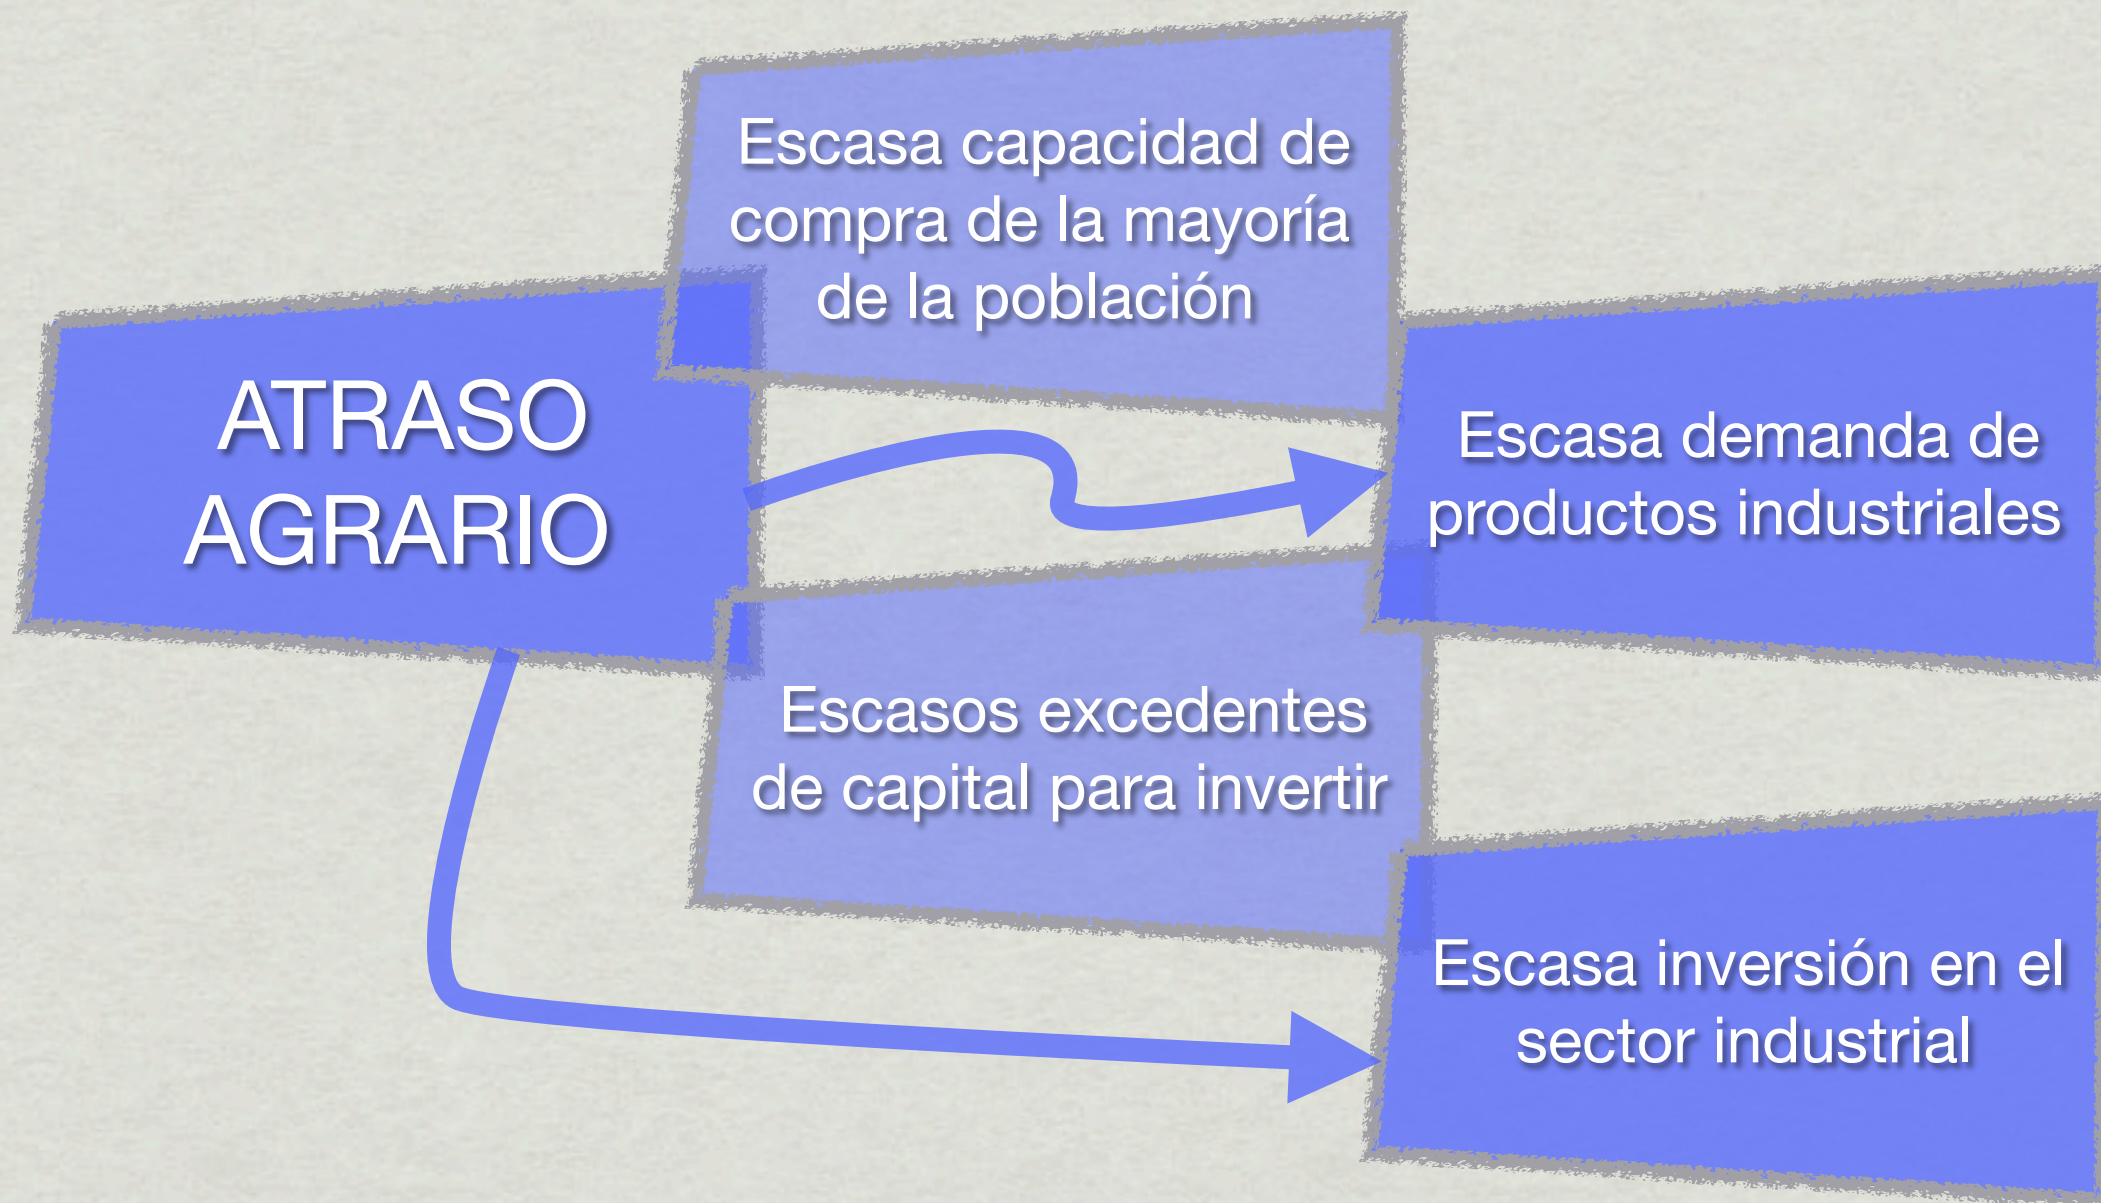 ATRASO
AGRARIO
Escasa capacidad de
compra de la mayoría
de la población
Escasa demanda de
productos industriales
Escasos excedentes
de capital para invertir
Escasa inversión en el
sector industrial